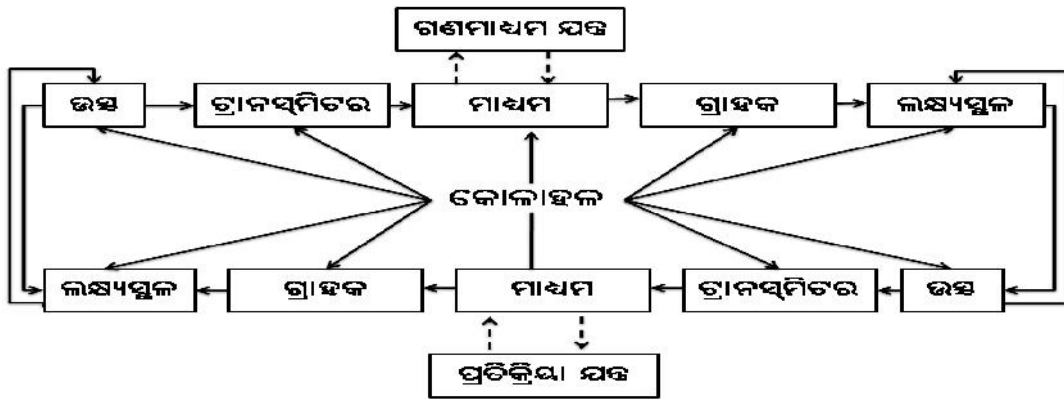 ଗଣମାଧ୍ୟମ ଯନ୍ତ୍ର
ଉତ୍ସ ଟ୍ରାନସ୍ମିଟର ମାଧ୍ୟମ ଗ୍ରାହକ ଲକ୍ଷ୍ୟସ୍ଥଳ
କୋଳାହଳ
ଲକ୍ଷ୍ୟସ୍ଥଳ ଗ୍ରାହକ ମାଧ୍ୟମ ଟ୍ରାନସ୍ମିଟର ଉତ୍ସ
ପ୍ରତିକ୍ରିୟା ଯନ୍ତ୍ର